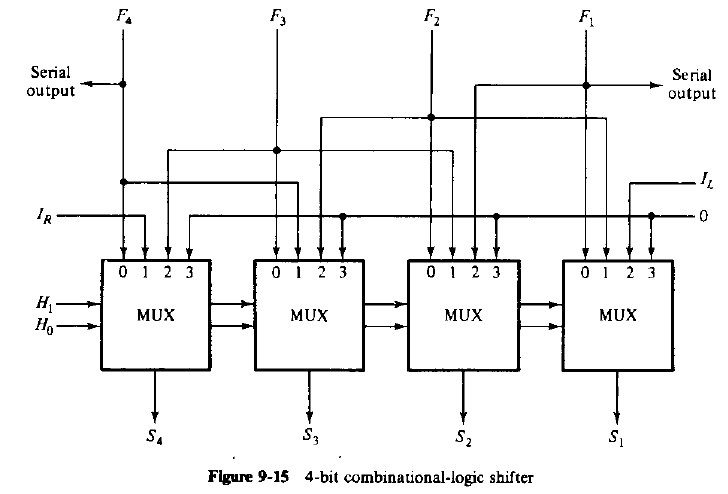 F4 F3 F2 F1
Serial output
Serial output
IL
IR
0
0 1 2 3 0 1 2 3 0 1 2 3 0 1 2 3
H1
MUX MUX MUX MUX
H0
S4 S3 S2 S1
Figure 9-15 4-bit combinational-logic shifter